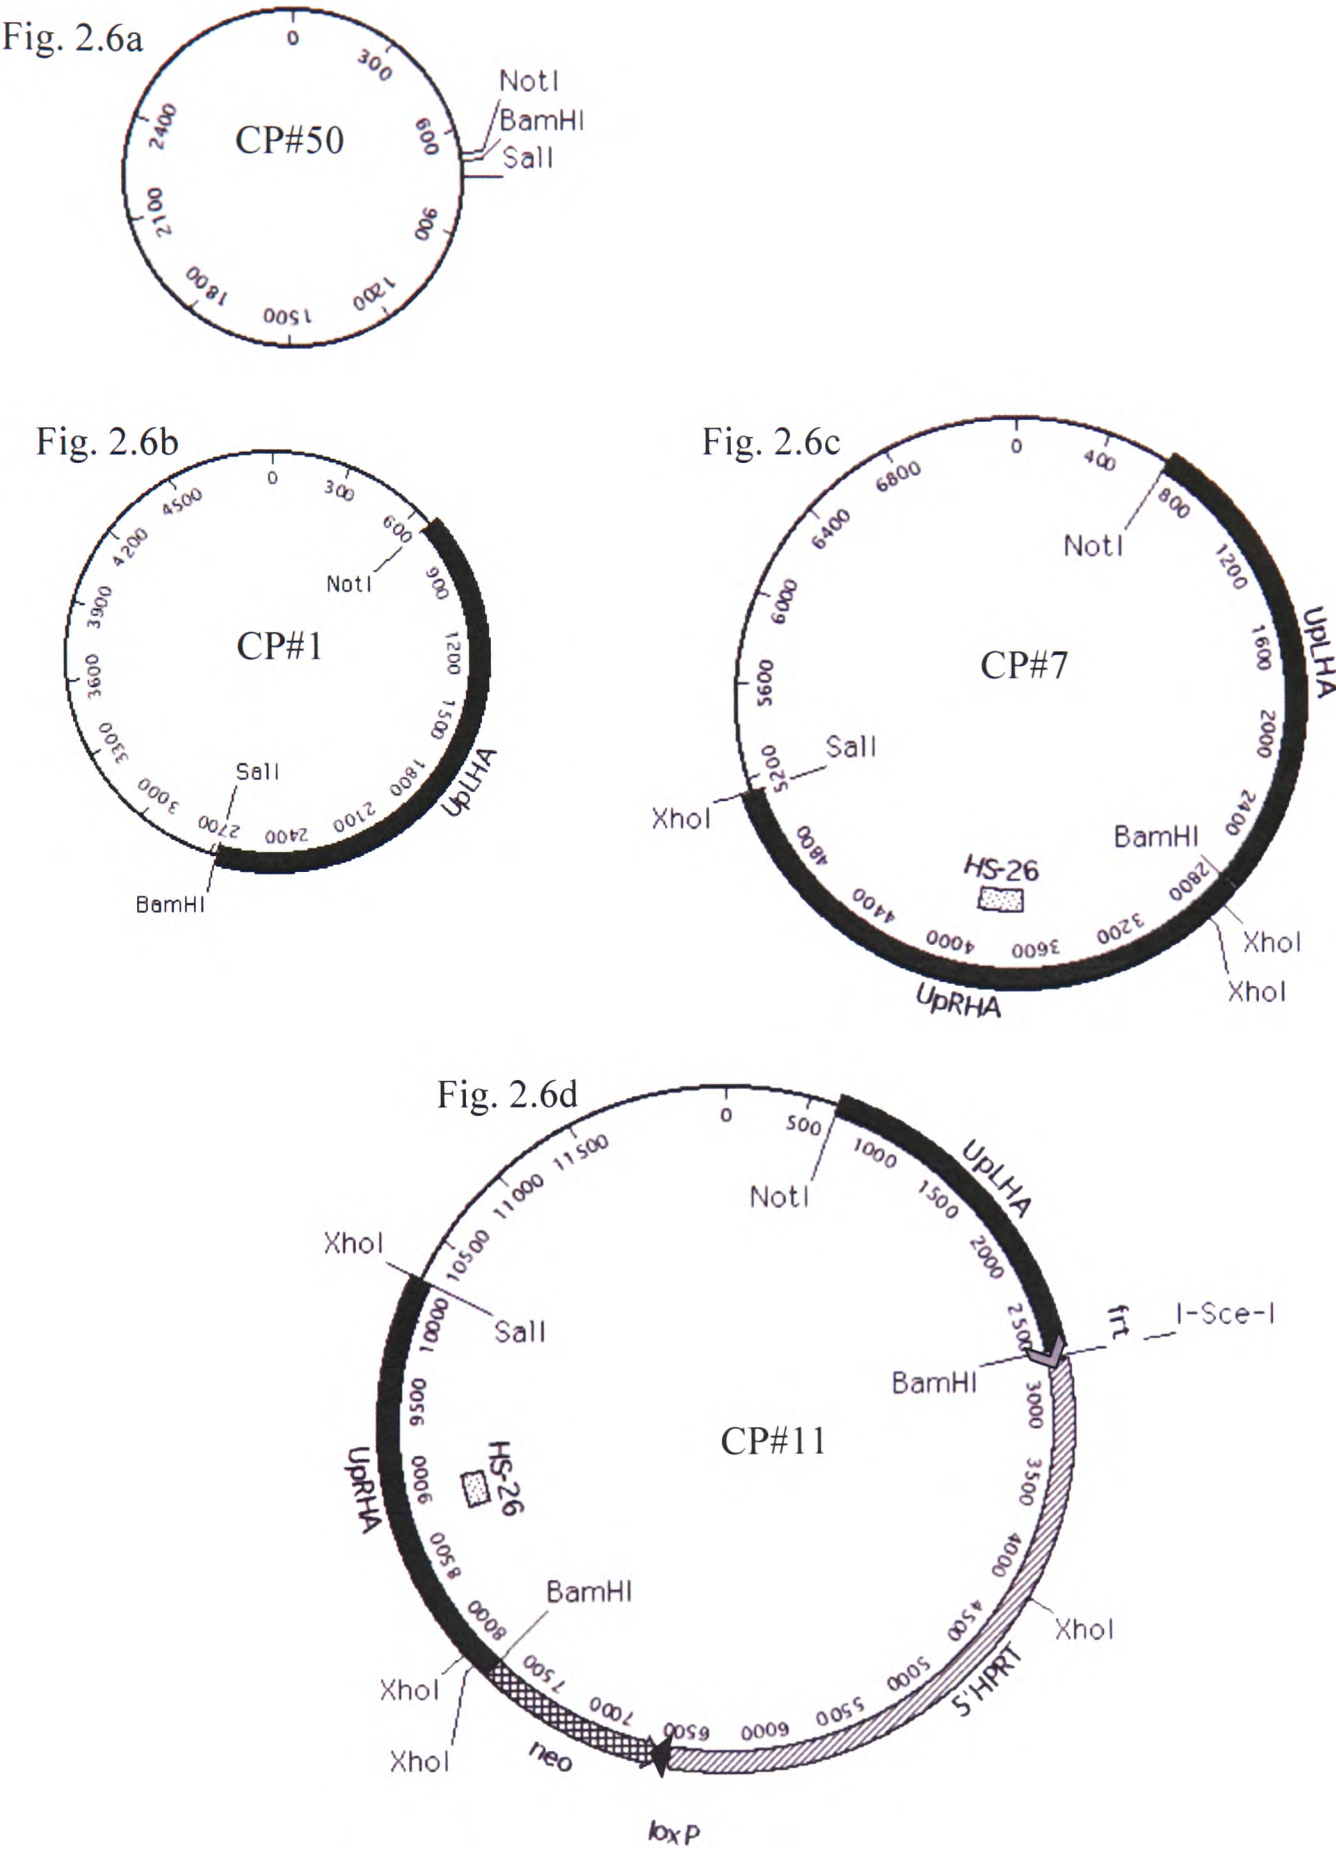 Fig. 2.6a
0
300
600
900
1200
1500
1800
2100
2400
CP#50
NotI
BamHI
SalI
Fig. 2.6b
0
300
600
900
1200
1500
1800
2100
2400
2700
3000
3300
3600
3900
4200
4500
NotI
CP#1
SalI
BamHI
UpLHA
Fig. 2.6c
0
400
800
1200
1600
2000
2400
2800
3200
3600
4000
4400
4800
5200
5600
6000
6400
6800
NotI
CP#7
UpLHA
SalI
XhoI
BamHI
HS-26
XhoI
XhoI
UpRHA
Fig. 2.6d
0
500
1000
1500
2000
2500
3000
3500
4000
4500
5000
5500
6000
6500
7000
7500
8000
8500
9000
9500
10000
10500
11000
11500
NotI
UpLHA
frt
I-Sce-I
BamHI
XhoI
SalI
CP#11
HS-26
UpRHA
BamHI
XhoI
5'HPRT
XhoI
XhoI
neo
loxP